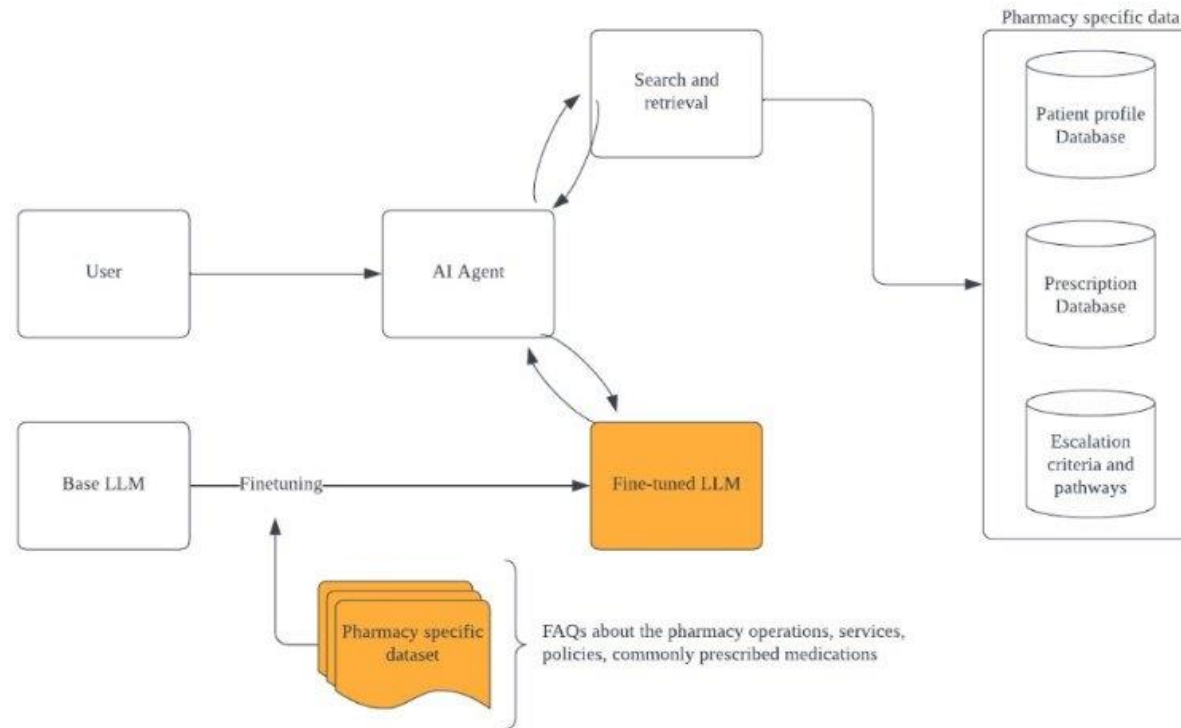 Pharmacy specific data
Search and
retrieval
Patient profile
Database
User
AI Agent
Prescription
Database
Base LLM
Finetuning
Fine-tuned LLM
Escalation
criteria and
pathways
Pharmacy specific
dataset
FAQs about the pharmacy operations, services,
policies, commonly prescribed medications